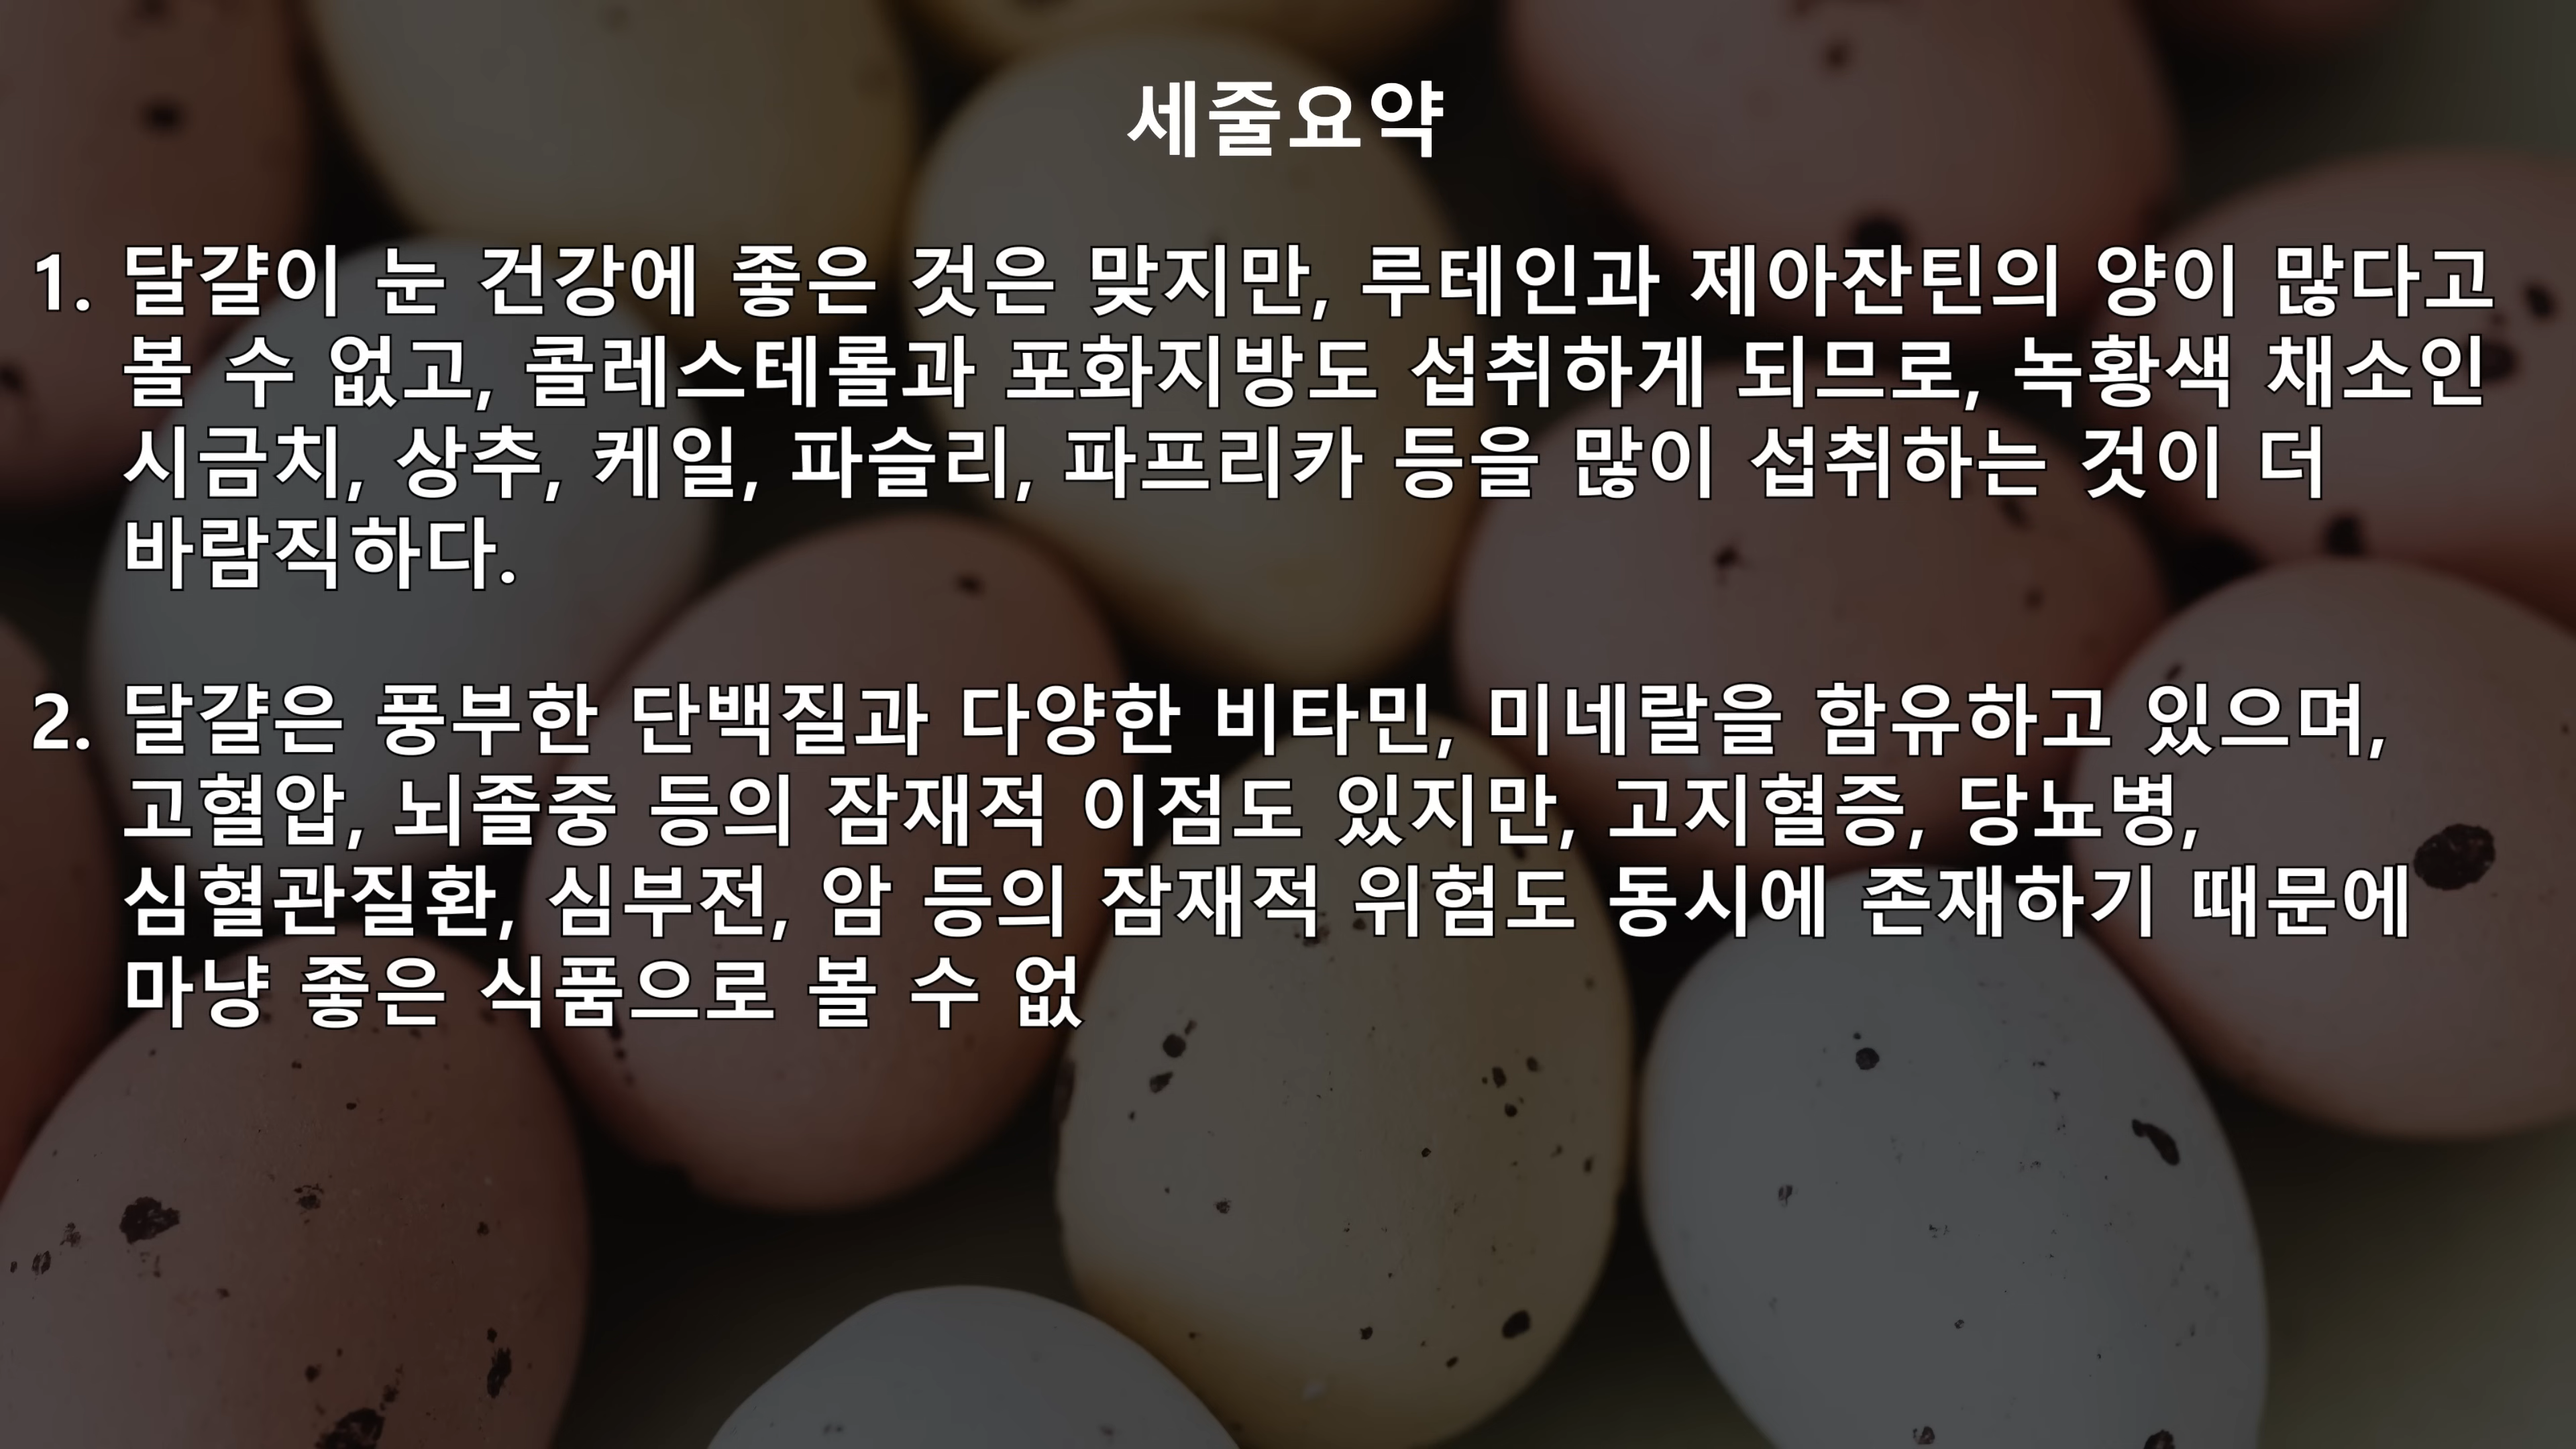 세줄요약
1. 달걀이 눈 건강에 좋은 것은 맞지만, 루테인과 제아잔틴의 양이 많다고
볼 수 없고, 콜레스테롤과 포화지방도 섭취하게 되므로, 녹황색 채소인
시금치, 상추, 케일, 파슬리, 파프리카 등을 많이 섭취하는 것이 더
바람직하다.
2. 달걀은 풍부한 단백질과 다양한 비타민, 미네랄을 함유하고 있으며,
고혈압, 뇌졸중 등의 잠재적 이점도 있지만, 고지혈증, 당뇨병,
심혈관질환, 심부전, 암 등의 잠재적 위험도 동시에 존재하기 때문에
마냥 좋은 식품으로 볼 수 없